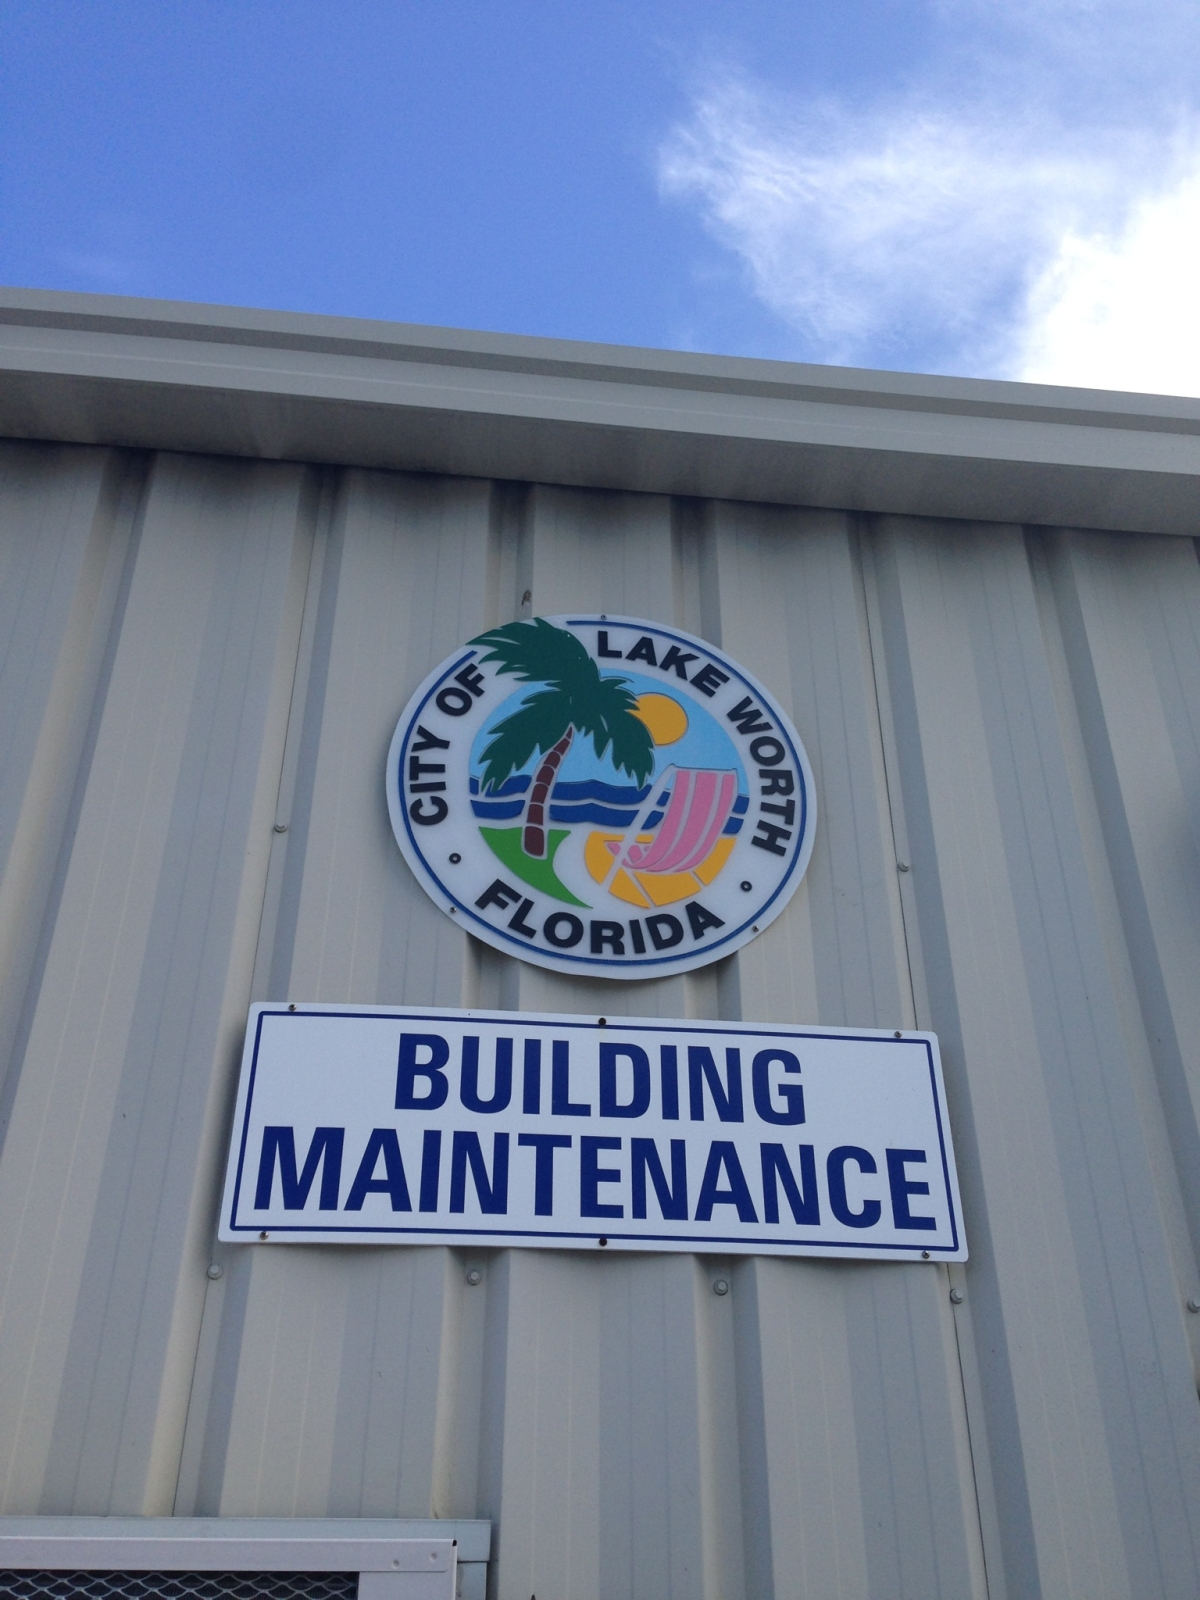 CITY OF LAKE WORTH
FLORIDA
BUILDING
MAINTENANCE